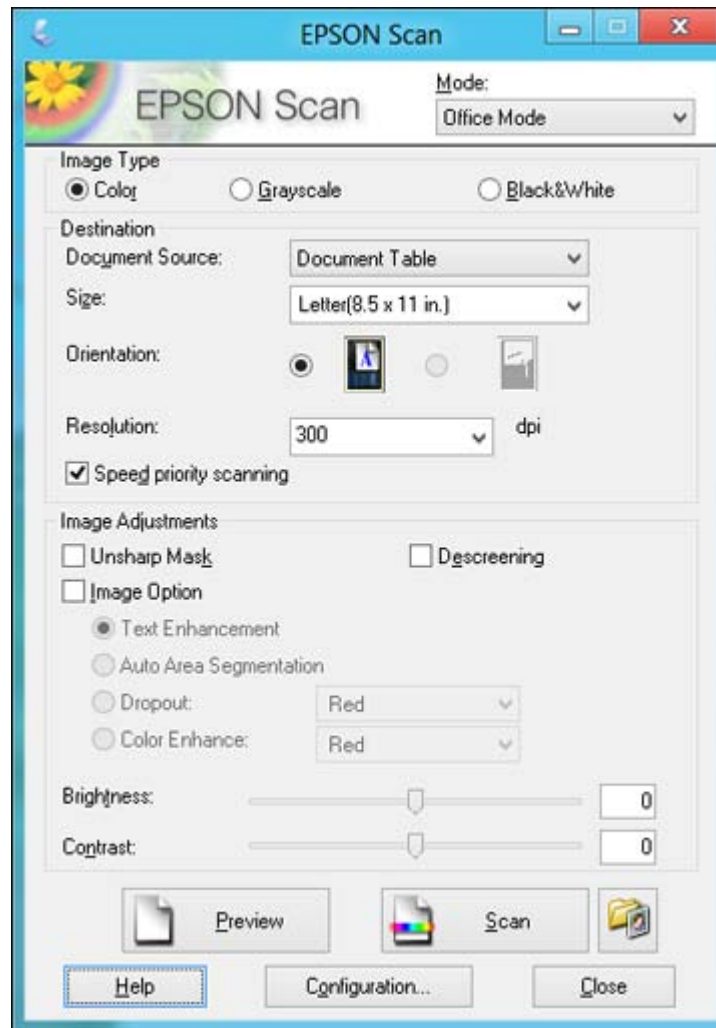 EPSON Scan
EPSON Scan
Mode:
Office Mode
Image Type
Color Grayscale Black&White
Destination
Document Source: Document Table
Size: Letter(8.5 x 11 in.)
Orientation:
Resolution: 300 dpi
Speed priority scanning
Image Adjustments
Unsharp Mask Descreening
Image Option
Text Enhancement
Auto Area Segmentation
Dropout: Red
Color Enhance: Red
Brightness: 0
Contrast: 0
Preview Scan
Help Configuration... Close